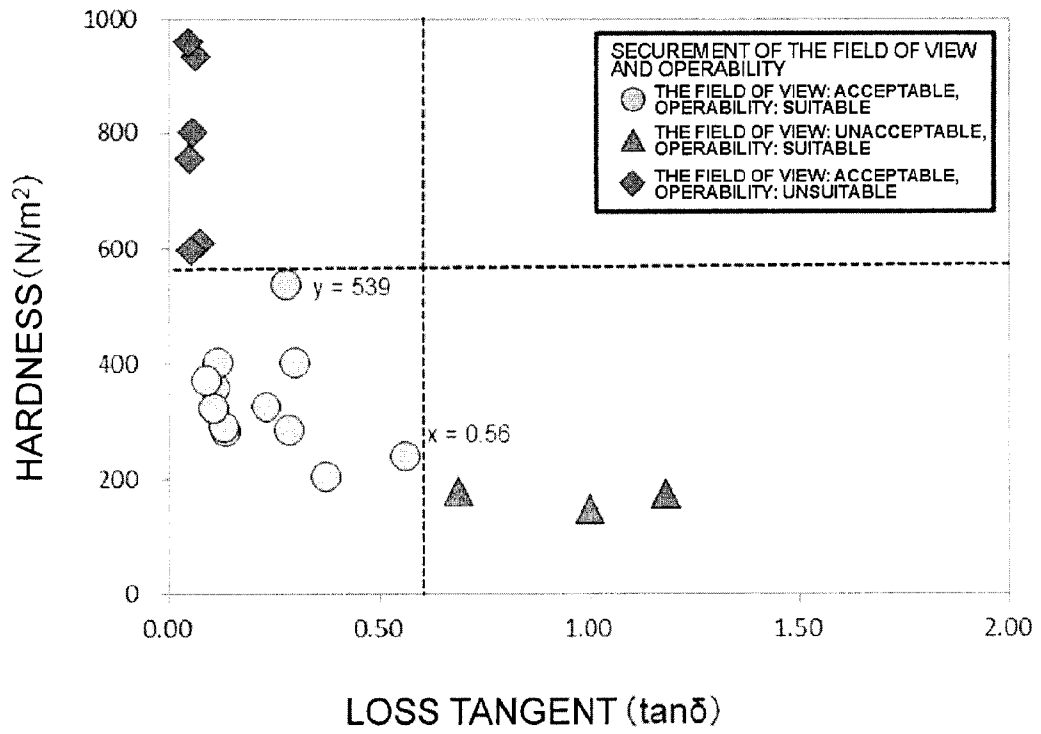 1000
800
600
400
200
0
HARDNESS (N/m²)
SECUREMENT OF THE FIELD OF VIEW
AND OPERABILITY
THE FIELD OF VIEW: ACCEPTABLE,
OPERABILITY: SUITABLE
THE FIELD OF VIEW: UNACCEPTABLE,
OPERABILITY: SUITABLE
THE FIELD OF VIEW: ACCEPTABLE,
OPERABILITY: UNSUITABLE
y = 539
x = 0.56
0.00 0.50 1.00 1.50 2.00
LOSS TANGENT (tanδ)